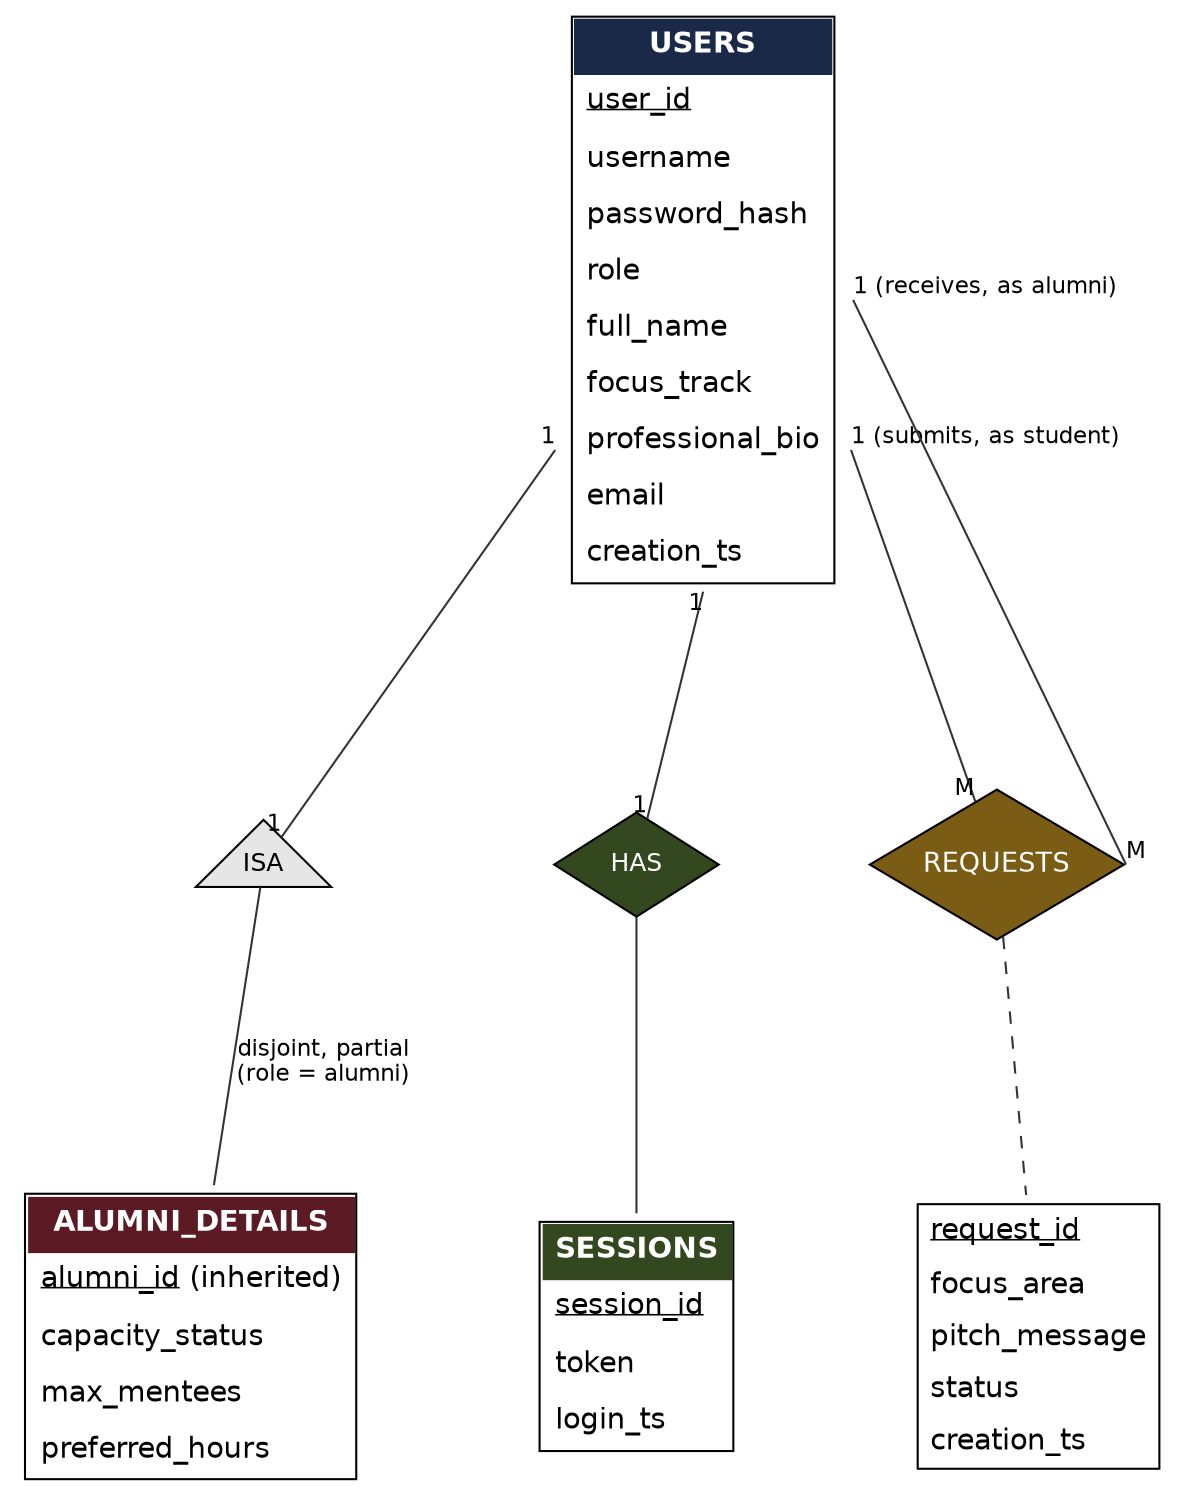 USERS
user_id
username
password_hash
role
full_name
focus_track
professional_bio
email
creation_ts
1 (receives, as alumni)
1
1 (submits, as student)
1
1
ISA
1
HAS
M
REQUESTS
M
disjoint, partial
(role = alumni)
ALUMNI_DETAILS
alumni_id (inherited)
capacity_status
max_mentees
preferred_hours
SESSIONS
session_id
token
login_ts
request_id
focus_area
pitch_message
status
creation_ts